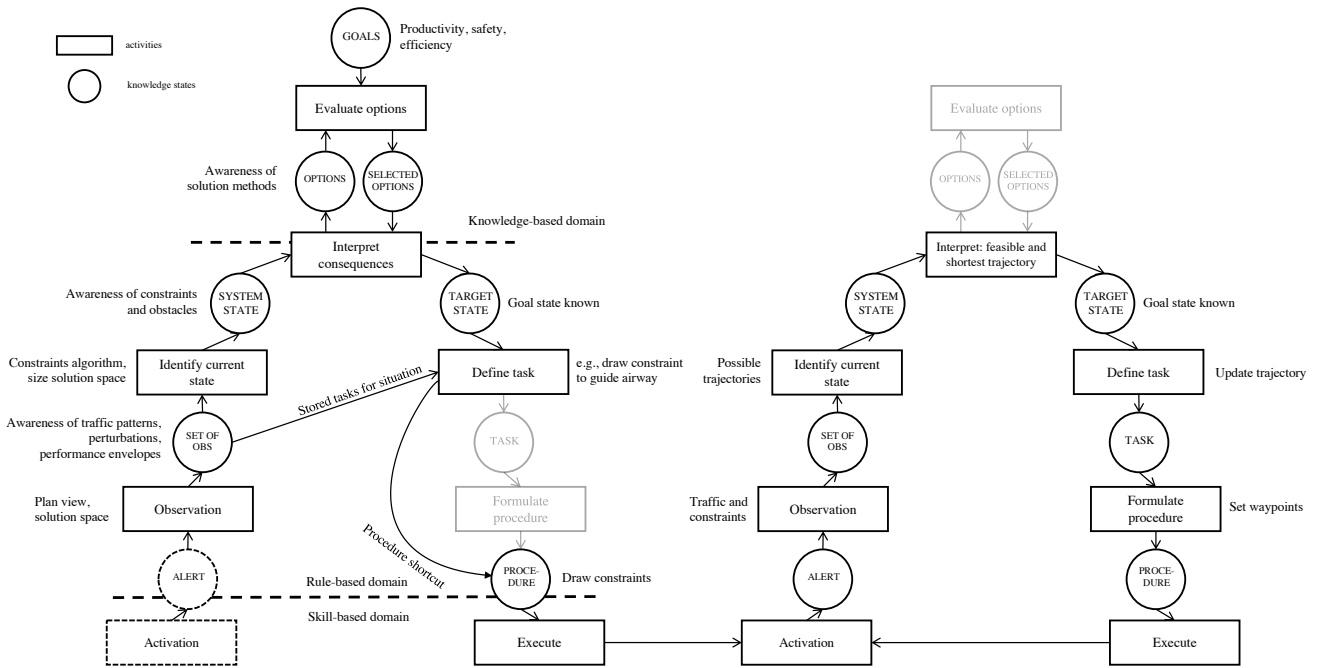 GOALS
Productivity, safety,
efficiency
activities
knowledge states
Evaluate options
Awareness of
solution methods
OPTIONS
SELECTED
OPTIONS
Knowledge-based domain
Interpret
consequences
Awareness of constraints
and obstacles
SYSTEM
STATE
TARGET
STATE
Goal state known
Constraints algorithm,
size solution space
Identify current
state
Define task
e.g., draw constraint
to guide airway
Stored tasks for situation
Awareness of traffic patterns,
perturbations,
performance envelopes
SET OF
OBS
TASK
Plan view,
solution space
Observation
Formulate
procedure
Procedure shortcut
ALERT
PROCE-
DURE
Draw constraints
Rule-based domain
Skill-based domain
Activation
Execute
Evaluate options
OPTIONS
SELECTED
OPTIONS
Interpret: feasible and
shortest trajectory
SYSTEM
STATE
TARGET
STATE
Goal state known
Possible
trajectories
Identify current
state
Define task
Update trajectory
SET OF
OBS
TASK
Traffic and
constraints
Observation
Formulate
procedure
Set waypoints
ALERT
PROCE-
DURE
Activation
Execute